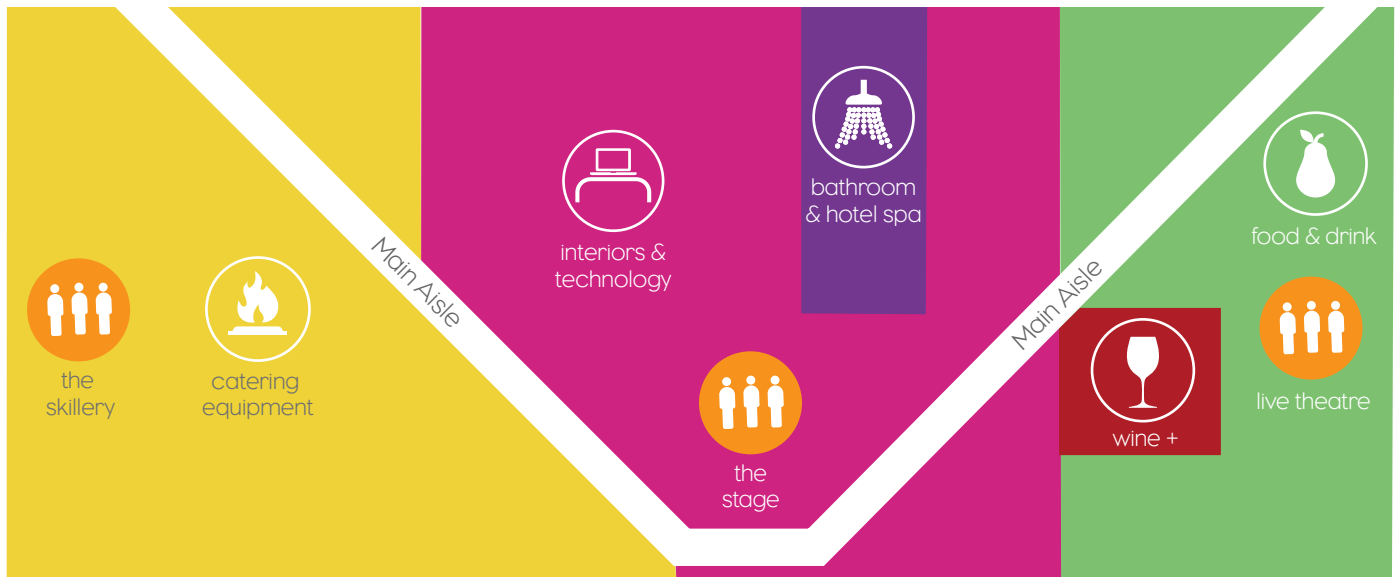 the
skillery
catering
equipment
Main Aisle
interiors &
technology
the
stage
bathroom
& hotel spa
Main Aisle
wine +
food & drink
live theatre